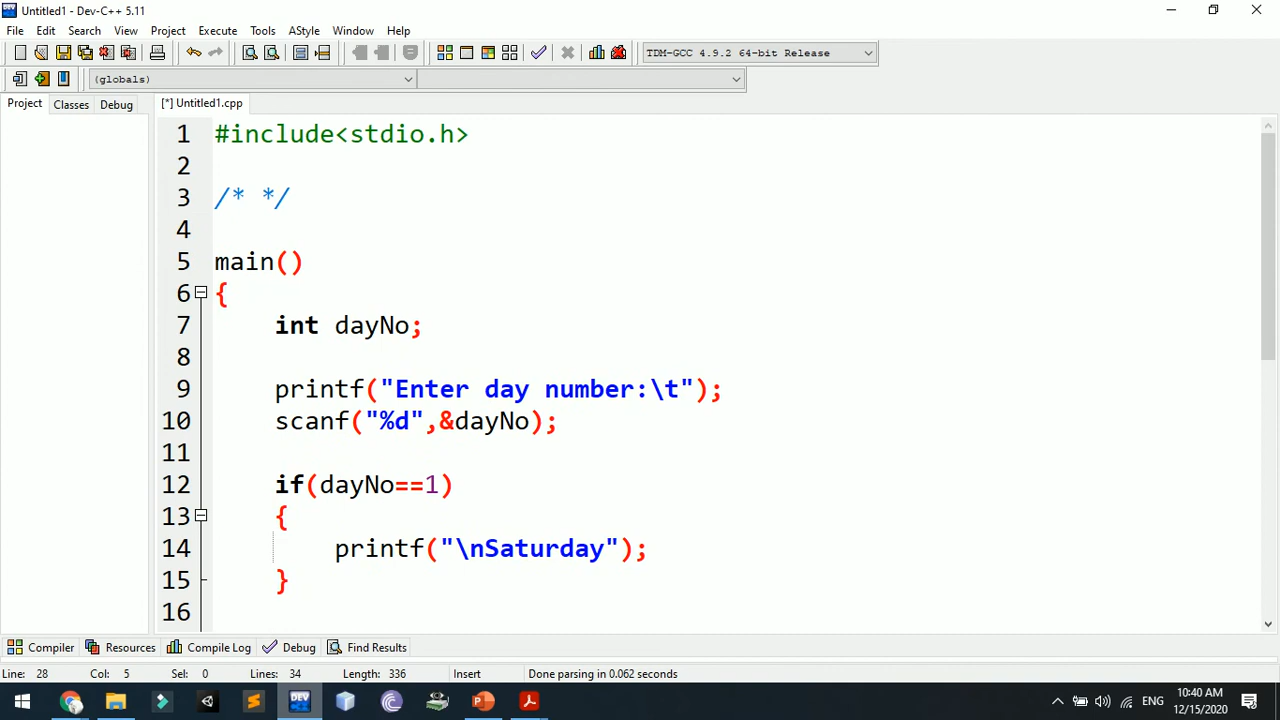 Untitled1 - Dev-C++ 5.11
File Edit Search View Project Execute Tools AStyle Window Help
TDM-GCC 4.9.2 64-bit Release
(globals)
Project Classes Debug [*] Untitled1.cpp
1 #include<stdio.h>
2
3 /* */
4
5 main()
6 {
7 int dayNo;
8
9 printf("Enter day number:\t");
10 scanf("%d",&dayNo);
11
12 if(dayNo==1)
13 {
14 printf("\nSaturday");
15 }
16
Compiler Resources Compile Log Debug Find Results
Line: 28 Col: 5 Sel: 0 Lines: 34 Length: 336 Insert Done parsing in 0.062 seconds
DEV ENG 10:40 AM
12/15/2020